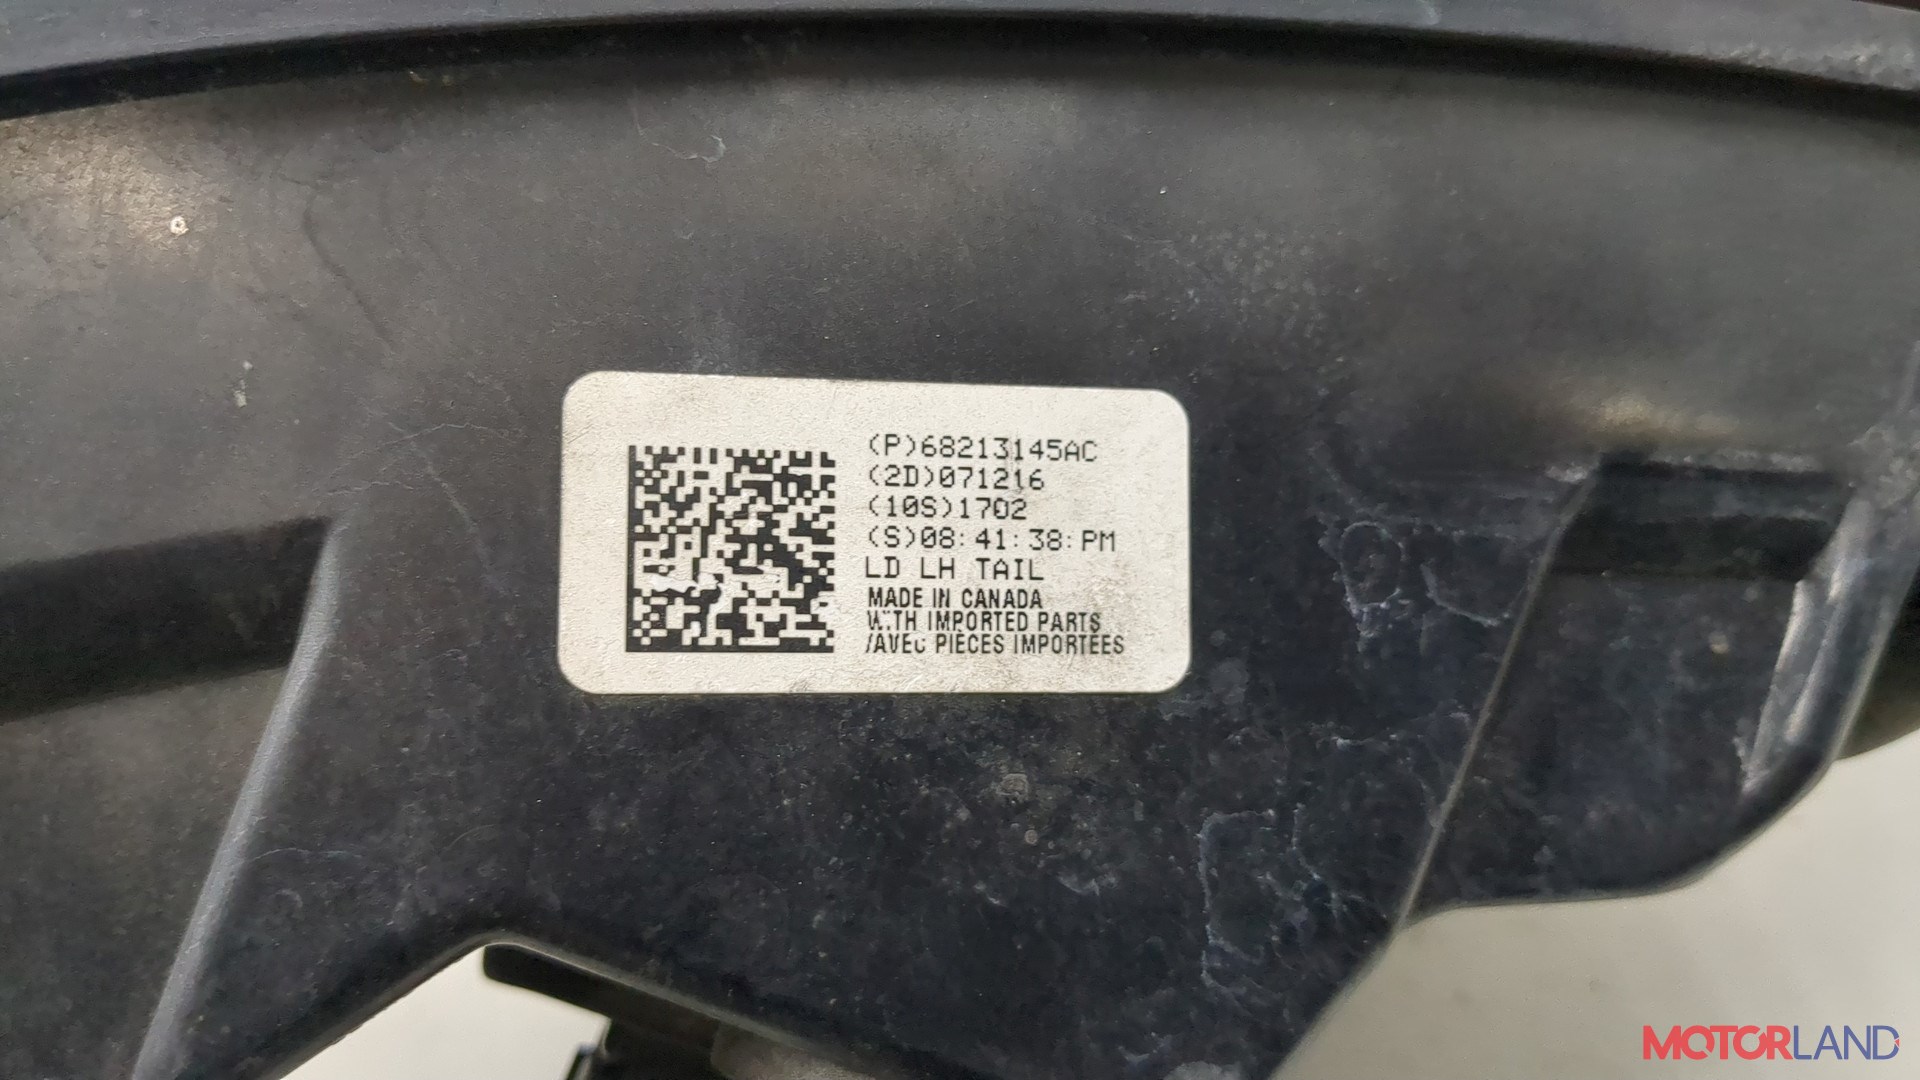 (P)68213145AC
(2D)071216
(10S)1702
(S)08:41:38:PM
LD LH TAIL
MADE IN CANADA
WITH IMPORTED PARTS
/AVEC PIECES IMPORTEES
MOTORLAND